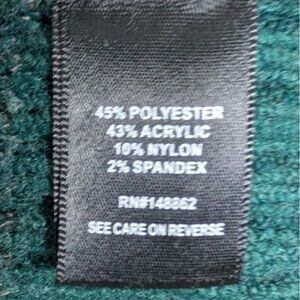 45% POLYESTER
43% ACRYLIC
10% NYLON
2% SPANDEX
RN#148862
SEE CARE ON REVERSE